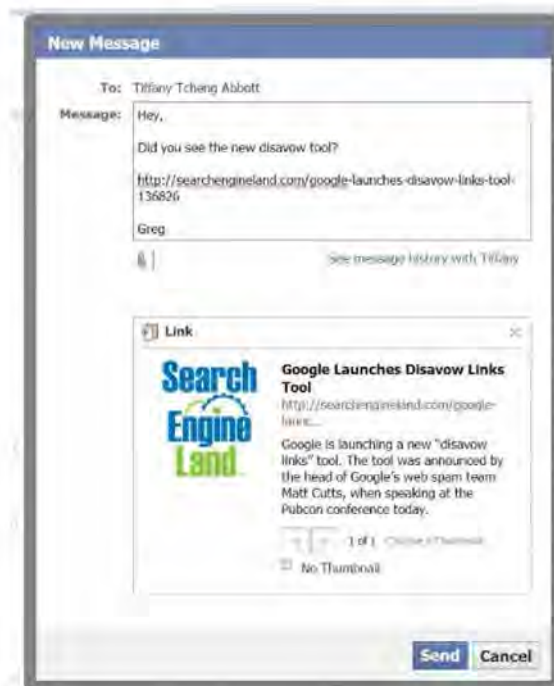 New Message
To: Tiffany Tcheng Abbott
Message: Hey,
Did you see the new disavow tool?
http://searchengineland.com/google-launches-disavow-links-tool-
136826
Greg
See message history with Tiffany
Link
Search
Engine
Land
Google Launches Disavow Links
Tool
http://searchengineland.com/google-
launc...
Google is launching a new "disavow
links" tool. The tool was announced by
the head of Google's web spam team
Matt Cutts, when speaking at the
Pubcon conference today.
1 of 1 Choose a Thumbnail
No Thumbnail
Send Cancel